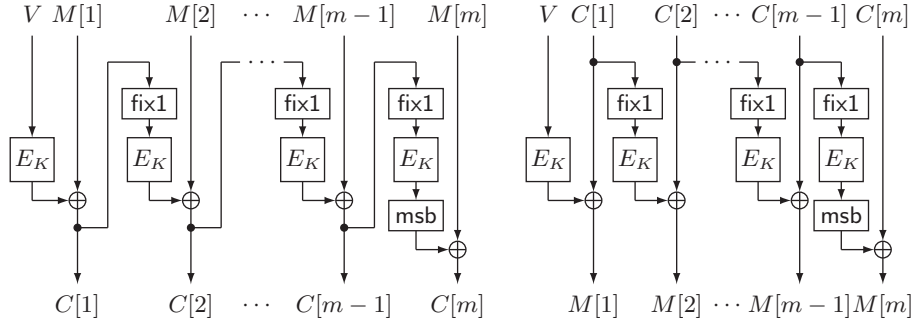 V M[1] M[2] ··· M[m − 1] M[m] V C[1] C[2] ··· C[m − 1] C[m]
··· ···
fix1 fix1 fix1 fix1 fix1 fix1
E_K E_K E_K E_K E_K E_K E_K E_K
msb msb
C[1] C[2] ··· C[m − 1] C[m] M[1] M[2] ··· M[m − 1] M[m]